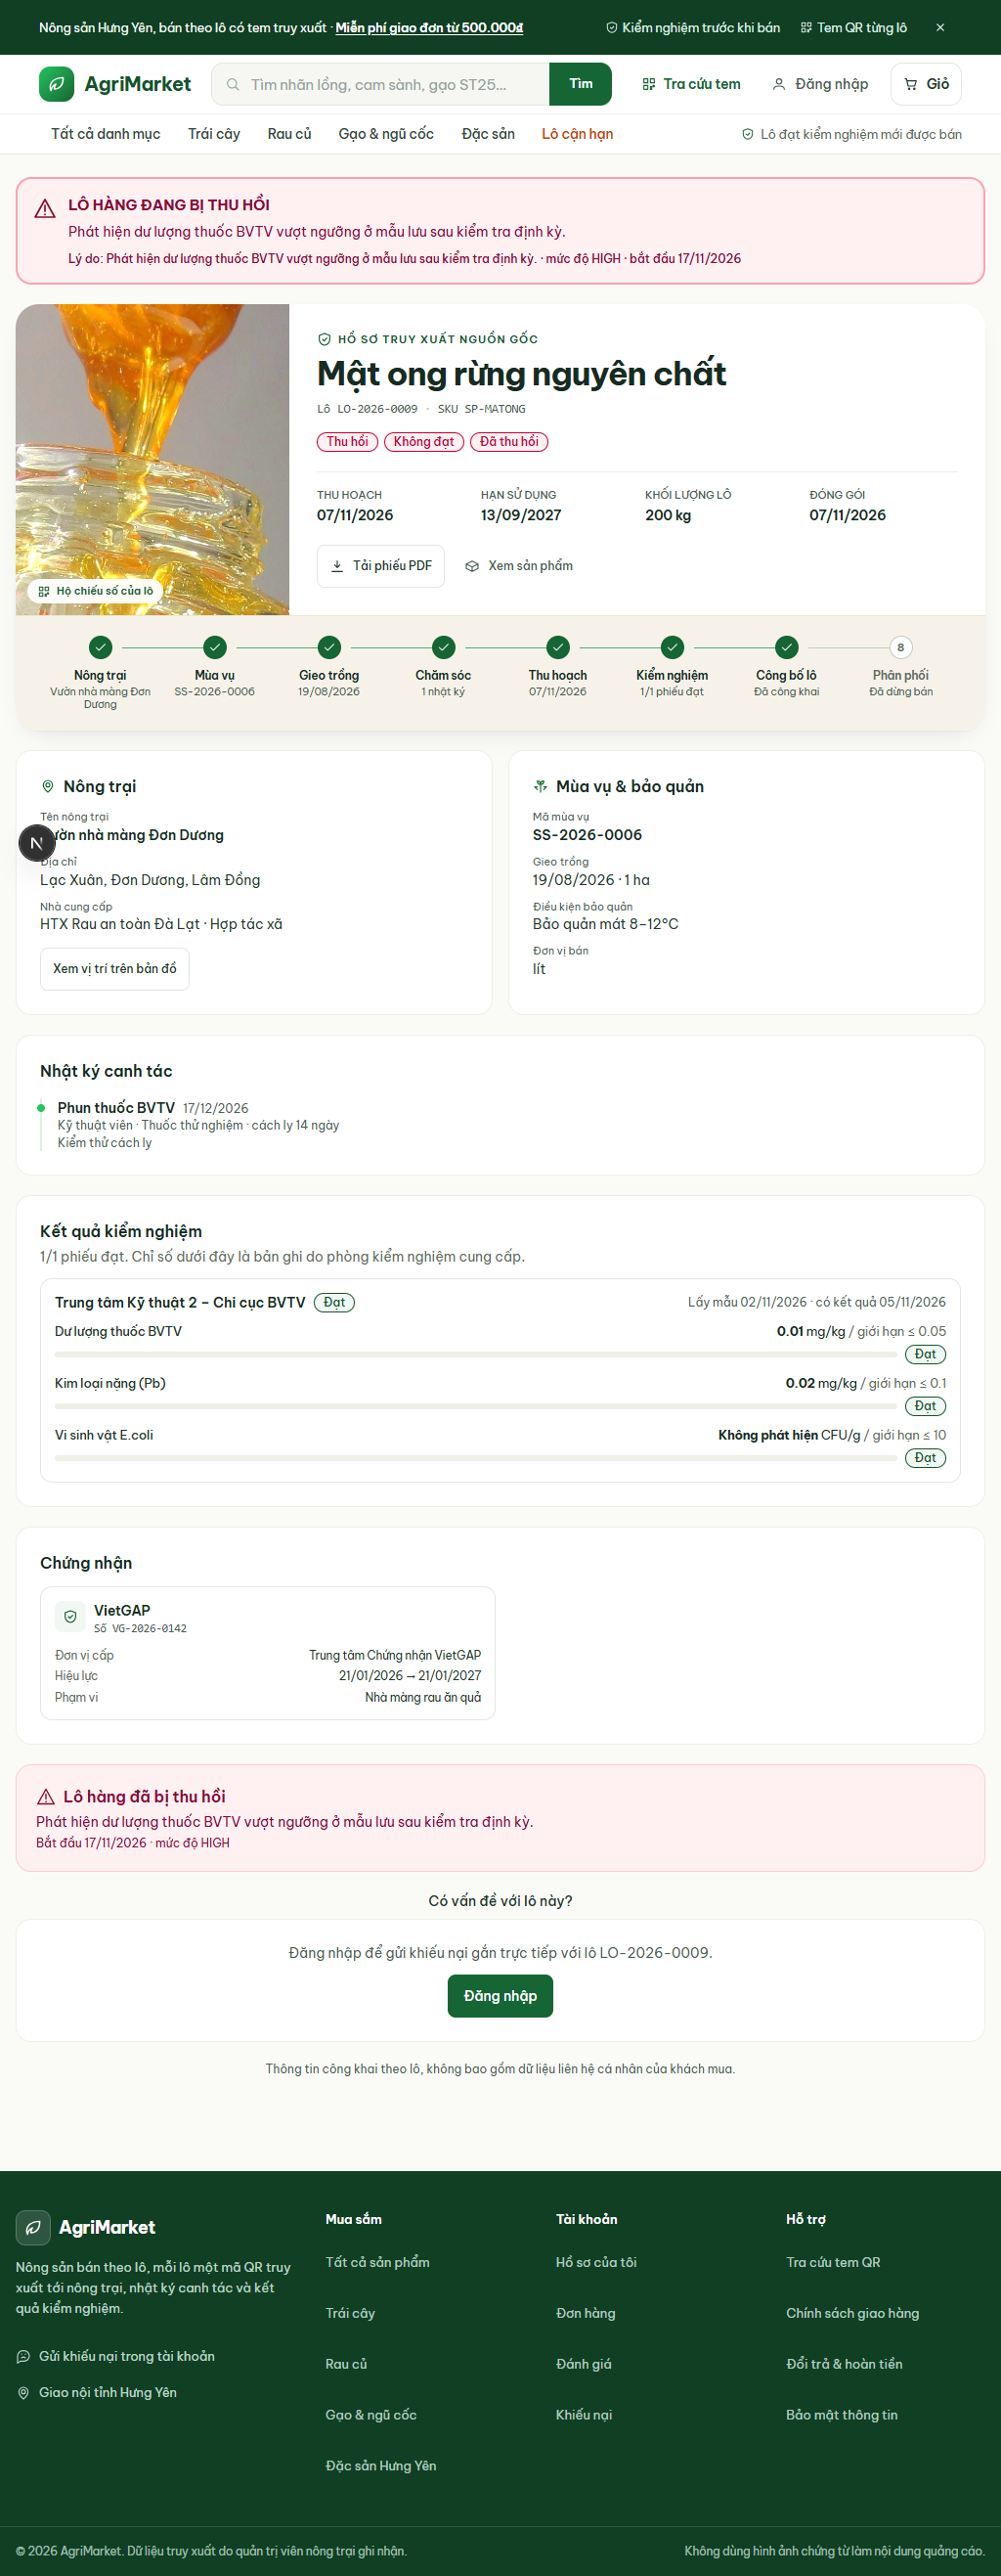 Nông sản Hưng Yên, bán theo lô có tem truy xuất · Miễn phí giao đơn từ 500.000₫
Kiểm nghiệm trước khi bán
Tem QR từng lô
AgriMarket
Tìm nhãn lồng, cam sành, gạo ST25...
Tìm
Tra cứu tem
Đăng nhập
Giỏ
Tất cả danh mục
Trái cây
Rau củ
Gạo & ngũ cốc
Đặc sản
Lô cận hạn
Lô đạt kiểm nghiệm mới được bán
LÔ HÀNG ĐANG BỊ THU HỒI
Phát hiện dư lượng thuốc BVTV vượt ngưỡng ở mẫu lưu sau kiểm tra định kỳ.
Lý do: Phát hiện dư lượng thuốc BVTV vượt ngưỡng ở mẫu lưu sau kiểm tra định kỳ. · mức độ HIGH · bắt đầu 17/11/2026
Hộ chiếu số của lô
HỒ SƠ TRUY XUẤT NGUỒN GỐC
Mật ong rừng nguyên chất
Lô LO-2026-0009 · SKU SP-MATONG
Thu hồi
Không đạt
Đã thu hồi
THU HOẠCH
07/11/2026
HẠN SỬ DỤNG
13/09/2027
KHỐI LƯỢNG LÔ
200 kg
ĐÓNG GÓI
07/11/2026
Tải phiếu PDF
Xem sản phẩm
Nông trại
Vườn nhà màng Đơn Dương
Mùa vụ
SS-2026-0006
Gieo trồng
19/08/2026
Chăm sóc
1 nhật ký
Thu hoạch
07/11/2026
Kiểm nghiệm
1/1 phiếu đạt
Công bố lô
Đã công khai
8
Phân phối
Đã dừng bán
Nông trại
Tên nông trại
ườn nhà màng Đơn Dương
Địa chỉ
Lạc Xuân, Đơn Dương, Lâm Đồng
Nhà cung cấp
HTX Rau an toàn Đà Lạt · Hợp tác xã
Xem vị trí trên bản đồ
N
Mùa vụ & bảo quản
Mã mùa vụ
SS-2026-0006
Gieo trồng
19/08/2026 · 1 ha
Điều kiện bảo quản
Bảo quản mát 8–12°C
Đơn vị bán
lít
Nhật ký canh tác
Phun thuốc BVTV 17/12/2026
Kỹ thuật viên · Thuốc thử nghiệm · cách ly 14 ngày
Kiểm thử cách ly
Kết quả kiểm nghiệm
1/1 phiếu đạt. Chỉ số dưới đây là bản ghi do phòng kiểm nghiệm cung cấp.
Trung tâm Kỹ thuật 2 – Chi cục BVTV
Đạt
Lấy mẫu 02/11/2026 · có kết quả 05/11/2026
Dư lượng thuốc BVTV
0.01 mg/kg / giới hạn ≤ 0.05
Đạt
Kim loại nặng (Pb)
0.02 mg/kg / giới hạn ≤ 0.1
Đạt
Vi sinh vật E.coli
Không phát hiện CFU/g / giới hạn ≤ 10
Đạt
Chứng nhận
VietGAP
Số VG-2026-0142
Đơn vị cấp
Trung tâm Chứng nhận VietGAP
Hiệu lực
21/01/2026 → 21/01/2027
Phạm vi
Nhà màng rau ăn quả
Lô hàng đã bị thu hồi
Phát hiện dư lượng thuốc BVTV vượt ngưỡng ở mẫu lưu sau kiểm tra định kỳ.
Bắt đầu 17/11/2026 · mức độ HIGH
Có vấn đề với lô này?
Đăng nhập để gửi khiếu nại gắn trực tiếp với lô LO-2026-0009.
Đăng nhập
Thông tin công khai theo lô, không bao gồm dữ liệu liên hệ cá nhân của khách mua.
AgriMarket
Nông sản bán theo lô, mỗi lô một mã QR truy
xuất tới nông trại, nhật ký canh tác và kết
quả kiểm nghiệm.
Gửi khiếu nại trong tài khoản
Giao nội tỉnh Hưng Yên
Mua sắm
Tất cả sản phẩm
Trái cây
Rau củ
Gạo & ngũ cốc
Đặc sản Hưng Yên
Tài khoản
Hồ sơ của tôi
Đơn hàng
Đánh giá
Khiếu nại
Hỗ trợ
Tra cứu tem QR
Chính sách giao hàng
Đổi trả & hoàn tiền
Bảo mật thông tin
© 2026 AgriMarket. Dữ liệu truy xuất do quản trị viên nông trại ghi nhận.
Không dùng hình ảnh chứng từ làm nội dung quảng cáo.